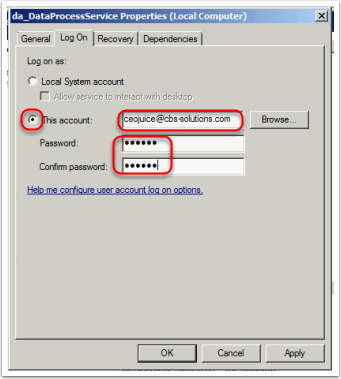 da_DataProcessService Properties (Local Computer)
General Log On Recovery Dependencies
Log on as:
Local System account
Allow service to interact with desktop
This account: ceojuice@cbs-solutions.com Browse...
Password: ••••••
Confirm password: ••••••
Help me configure user account log on options.
OK Cancel Apply